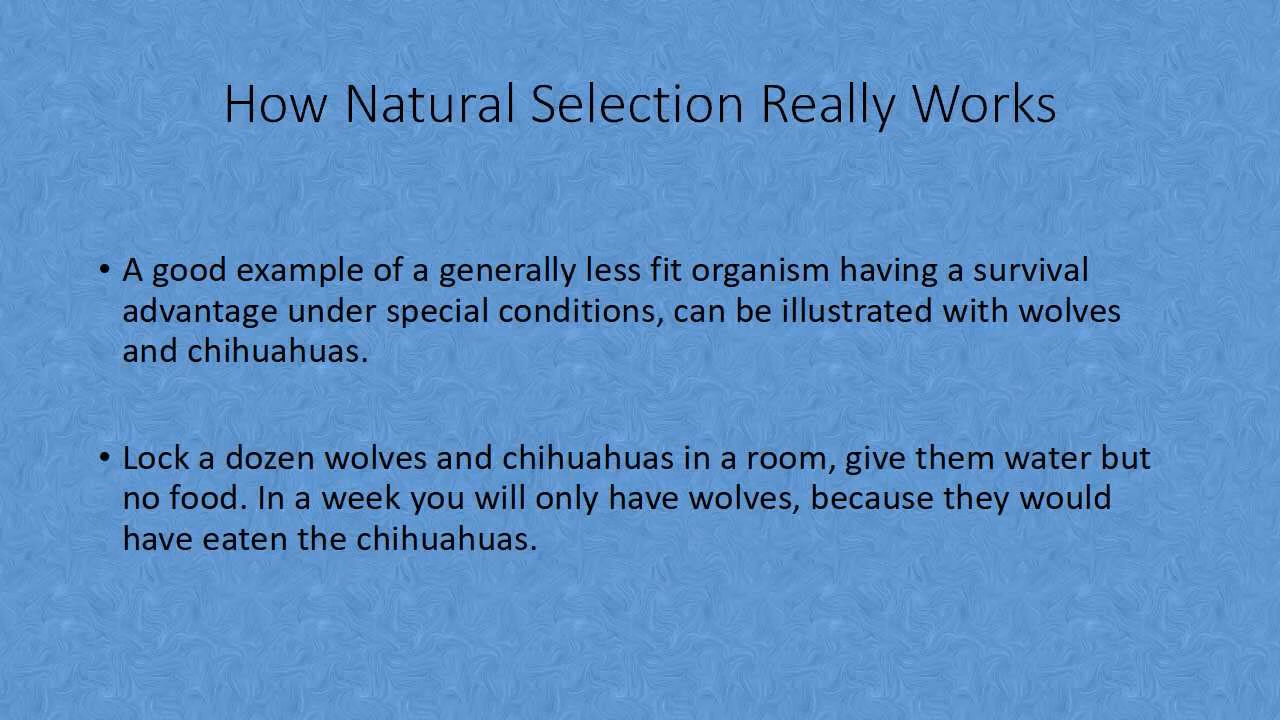 How Natural Selection Really Works
• A good example of a generally less fit organism having a survival
advantage under special conditions, can be illustrated with wolves
and chihuahuas.
• Lock a dozen wolves and chihuahuas in a room, give them water but
no food. In a week you will only have wolves, because they would
have eaten the chihuahuas.